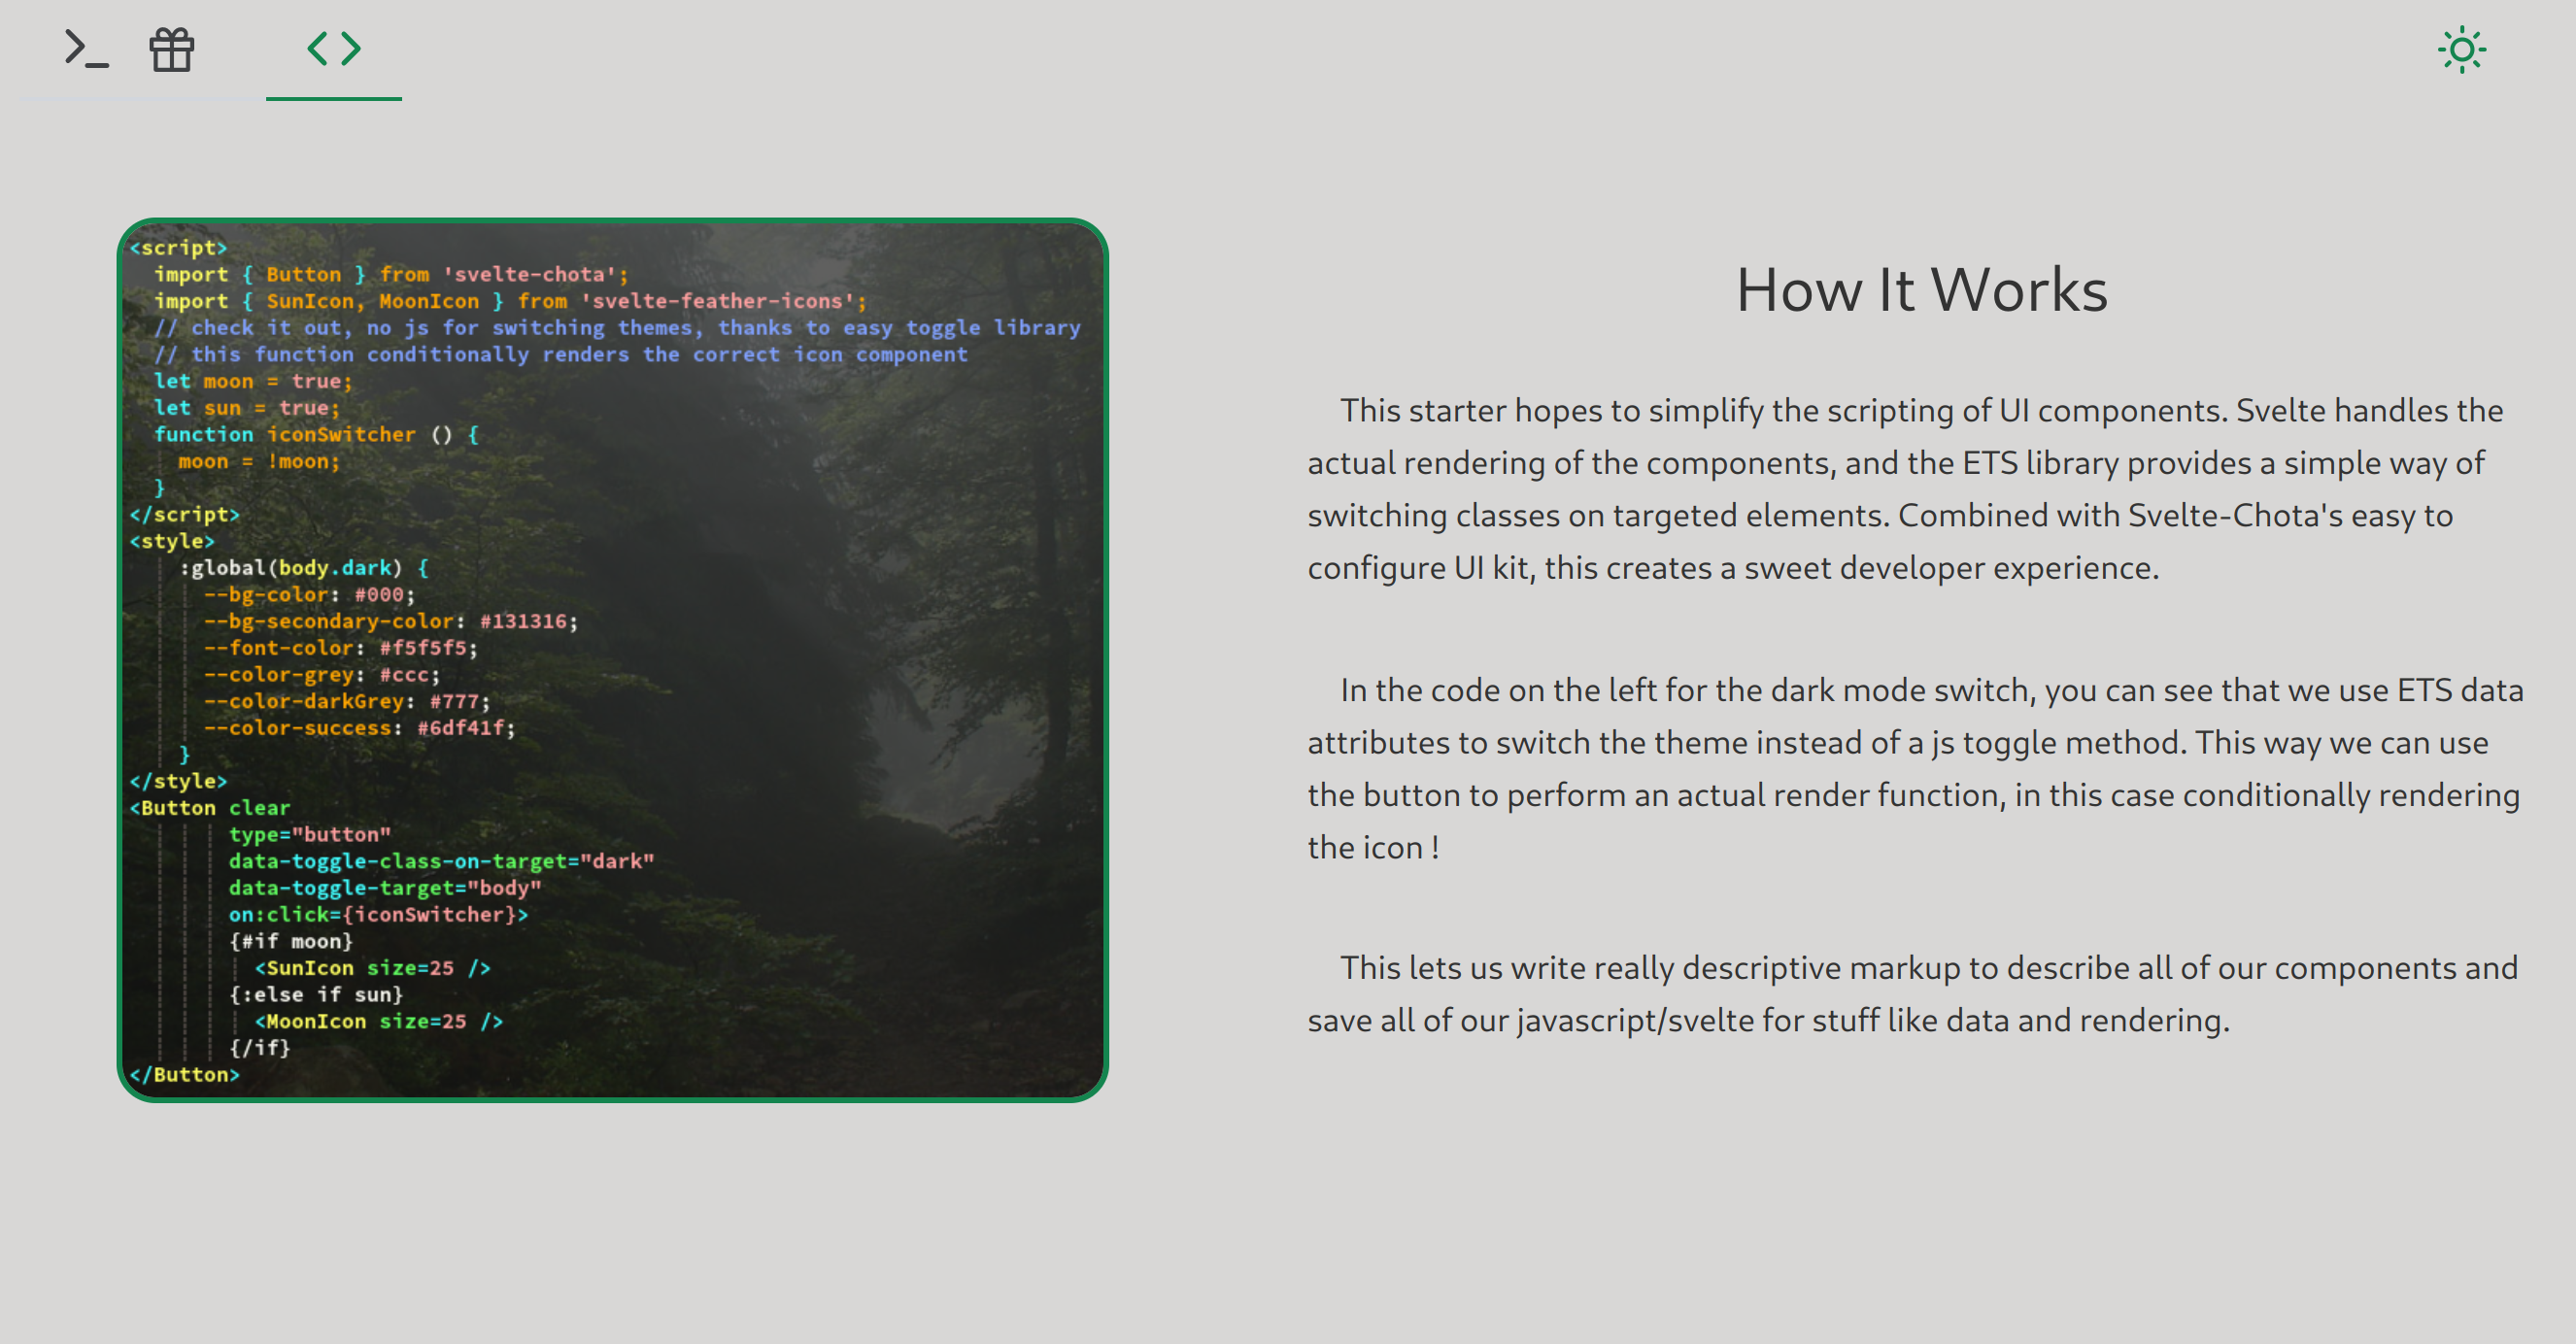 <script>
import { Button } from 'svelte-chota';
import { SunIcon, MoonIcon } from 'svelte-feather-icons';
// check it out, no js for switching themes, thanks to easy toggle library
// this function conditionally renders the correct icon component
let moon = true;
let sun = true;
function iconSwitcher () {
moon = !moon;
}
</script>
<style>
:global(body.dark) {
--bg-color: #000;
--bg-secondary-color: #131316;
--font-color: #f5f5f5;
--color-grey: #ccc;
--color-darkGrey: #777;
--color-success: #6df41f;
}
</style>
<Button clear
type="button"
data-toggle-class-on-target="dark"
data-toggle-target="body"
on:click={iconSwitcher}>
{#if moon}
<SunIcon size=25 />
{:else if sun}
<MoonIcon size=25 />
{/if}
</Button>
How It Works
This starter hopes to simplify the scripting of UI components. Svelte handles the
actual rendering of the components, and the ETS library provides a simple way of
switching classes on targeted elements. Combined with Svelte-Chota's easy to
configure UI kit, this creates a sweet developer experience.
In the code on the left for the dark mode switch, you can see that we use ETS data
attributes to switch the theme instead of a js toggle method. This way we can use
the button to perform an actual render function, in this case conditionally rendering
the icon !
This lets us write really descriptive markup to describe all of our components and
save all of our javascript/svelte for stuff like data and rendering.